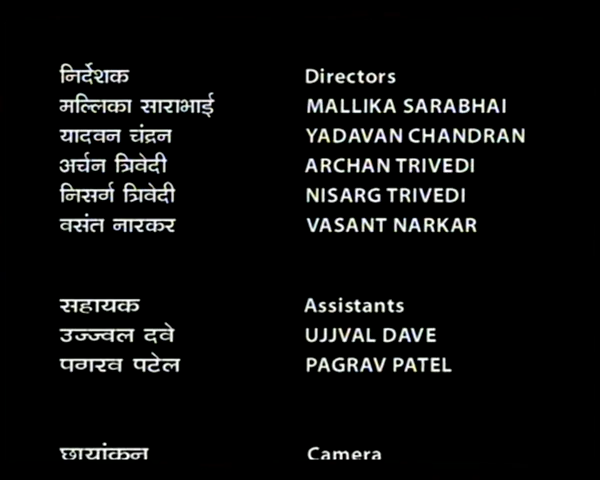 निर्देशक Directors
मल्लिका साराभाई MALLIKA SARABHAI
यादवन चंद्रन YADAVAN CHANDRAN
अर्चन त्रिवेदी ARCHAN TRIVEDI
निसर्ग त्रिवेदी NISARG TRIVEDI
वसंत नारकर VASANT NARKAR
सहायक Assistants
उज्ज्वल दवे UJJVAL DAVE
पगरव पटेल PAGRAV PATEL
छायांकन Camera